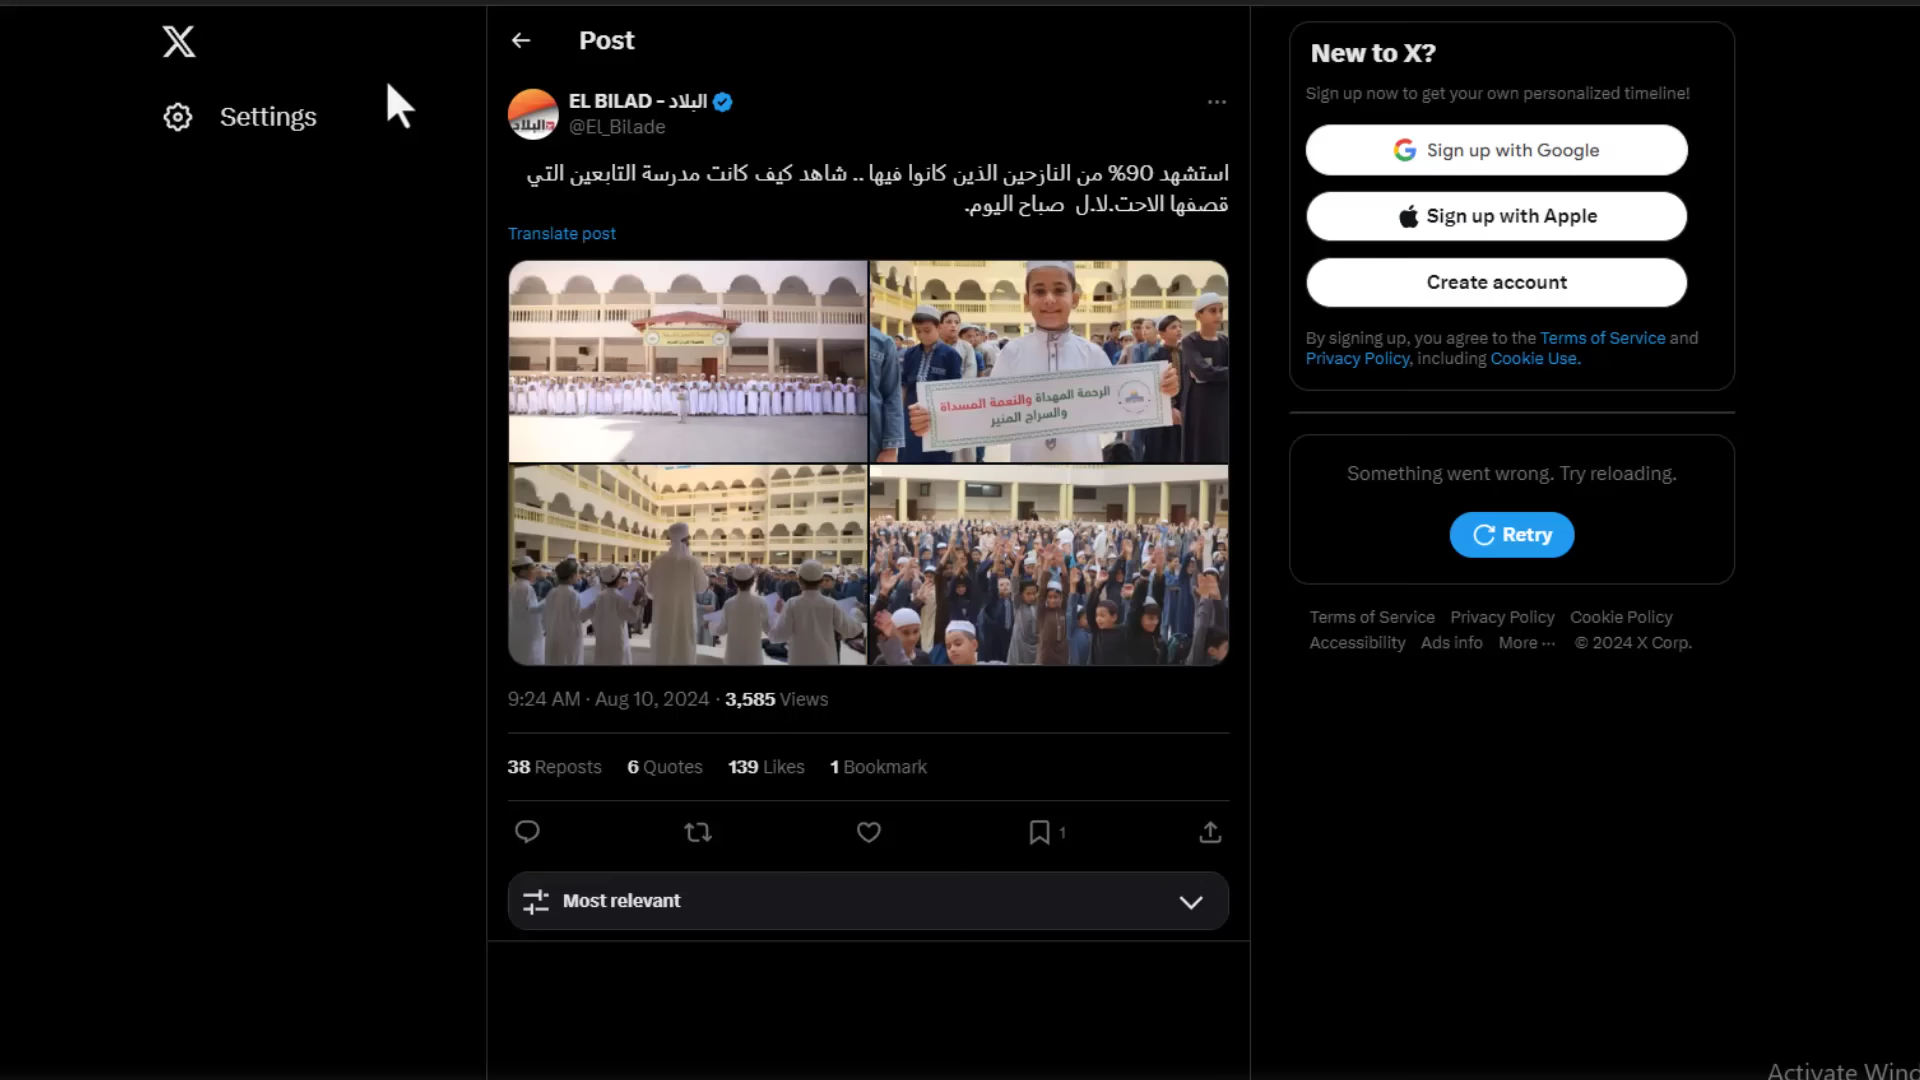 Settings
Post
EL BILAD - البلاد
@El_Bilade
استشهد 90% من النازحين الذين كانوا فيها .. شاهد كيف كانت مدرسة التابعين التي
قصفها الاحت.لا.ل صباح اليوم.
Translate post
الرحمة المهداة والنعمة المسداة
والسراج المنير
9:24 AM · Aug 10, 2024 · 3,585 Views
38 Reposts 6 Quotes 139 Likes 1 Bookmark
1
Most relevant
New to X?
Sign up now to get your own personalized timeline!
Sign up with Google
Sign up with Apple
Create account
By signing up, you agree to the Terms of Service and
Privacy Policy, including Cookie Use.
Something went wrong. Try reloading.
Retry
Terms of Service Privacy Policy Cookie Policy
Accessibility Ads info More ··· © 2024 X Corp.
Activate